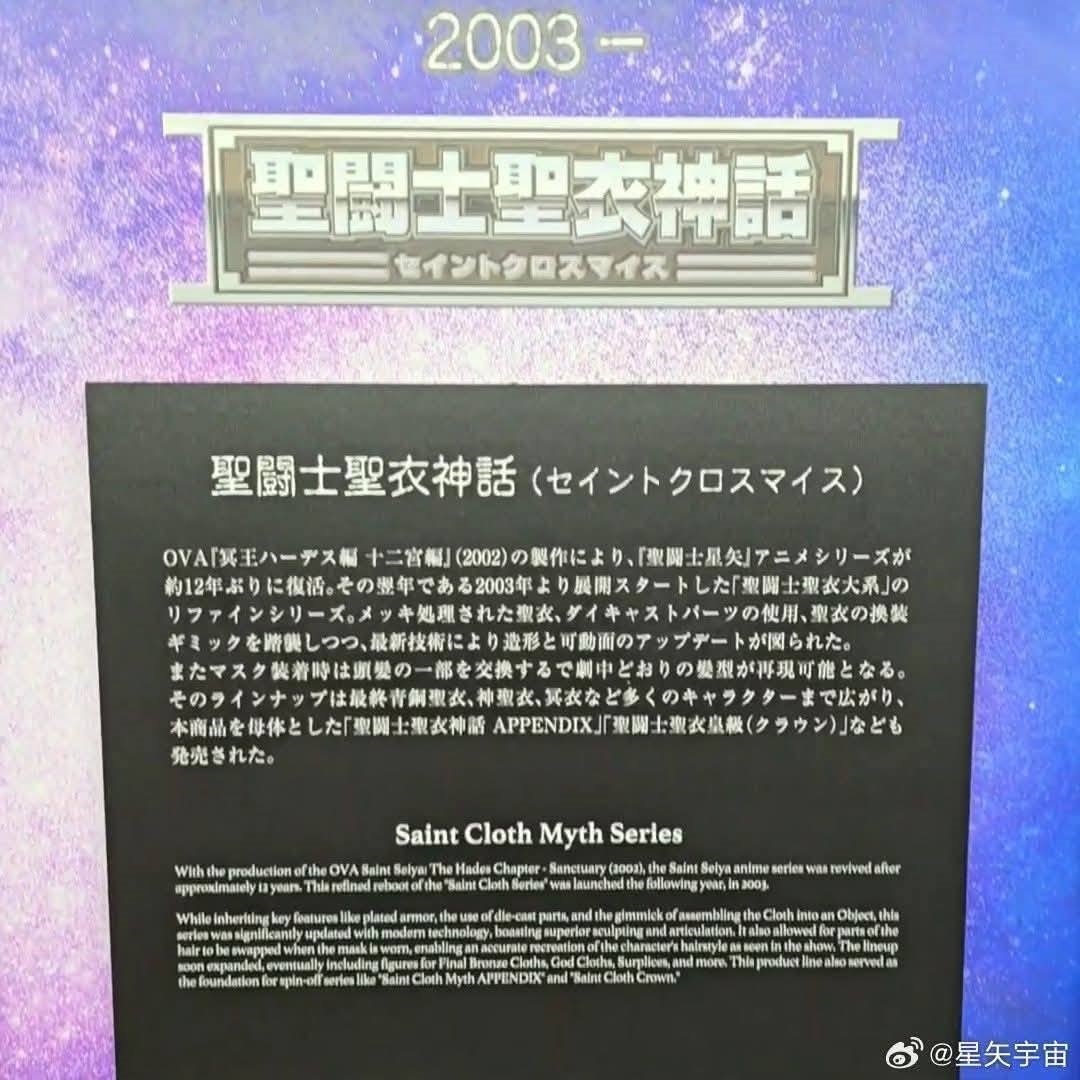 2003 –
聖闘士聖衣神話
セイントクロスマイス
聖闘士聖衣神話（セイントクロスマイス）
OVA『冥王ハーデス編 十二宮編』（2002）の製作により、『聖闘士星矢』アニメシリーズが
約12年ぶりに復活。その翌年である2003年より展開スタートした「聖闘士聖衣大系」の
リファインシリーズ。メッキ処理された聖衣、ダイキャストパーツの使用、聖衣の換装
ギミックを踏襲しつつ、最新技術により造形と可動面のアップデートが図られた。
またマスク装着時は頭髪の一部を交換するで劇中どおりの髪型が再現可能となる。
そのラインナップは最終青銅聖衣、神聖衣、冥衣など多くのキャラクターまで広がり、
本商品を母体とした「聖闘士聖衣神話 APPENDIX」「聖闘士聖衣皇級（クラウン）」なども
発売された。
Saint Cloth Myth Series
With the production of the OVA Saint Seiya: The Hades Chapter - Sanctuary (2002), the Saint Seiya anime series was revived after
approximately 12 years. This refined reboot of the "Saint Cloth Series" was launched the following year, in 2003.
While inheriting key features like plated armor, the use of die-cast parts, and the gimmick of assembling the Cloth into an Object, this
series was significantly updated with modern technology, boasting superior sculpting and articulation. It also allowed for parts of the
hair to be swapped when the mask is worn, enabling an accurate recreation of the character's hairstyle as seen in the show. The lineup
soon expanded, eventually including figures for Final Bronze Cloths, God Cloths, Surplices, and more. This product line also served as
the foundation for spin-off series like "Saint Cloth Myth APPENDIX" and "Saint Cloth Crown."
@星矢宇宙